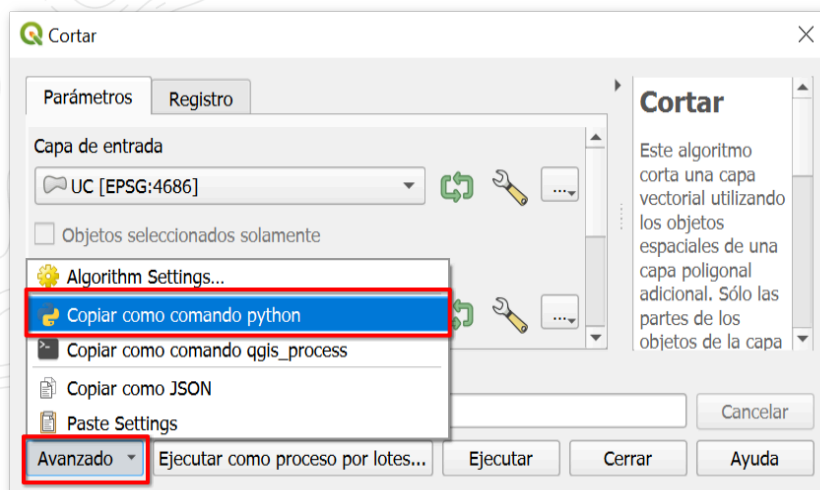 Cortar
Parámetros
Registro
Capa de entrada
UC [EPSG:4686]
...
Objetos seleccionados solamente
Algorithm Settings...
Copiar como comando python
...
Copiar como comando qgis_process
Copiar como JSON
Paste Settings
Cancelar
Avanzado
Ejecutar como proceso por lotes...
Ejecutar
Cerrar
Ayuda
Cortar
Este algoritmo
corta una capa
vectorial utilizando
los objetos
espaciales de una
capa poligonal
adicional. Sólo las
partes de los
objetos de la capa